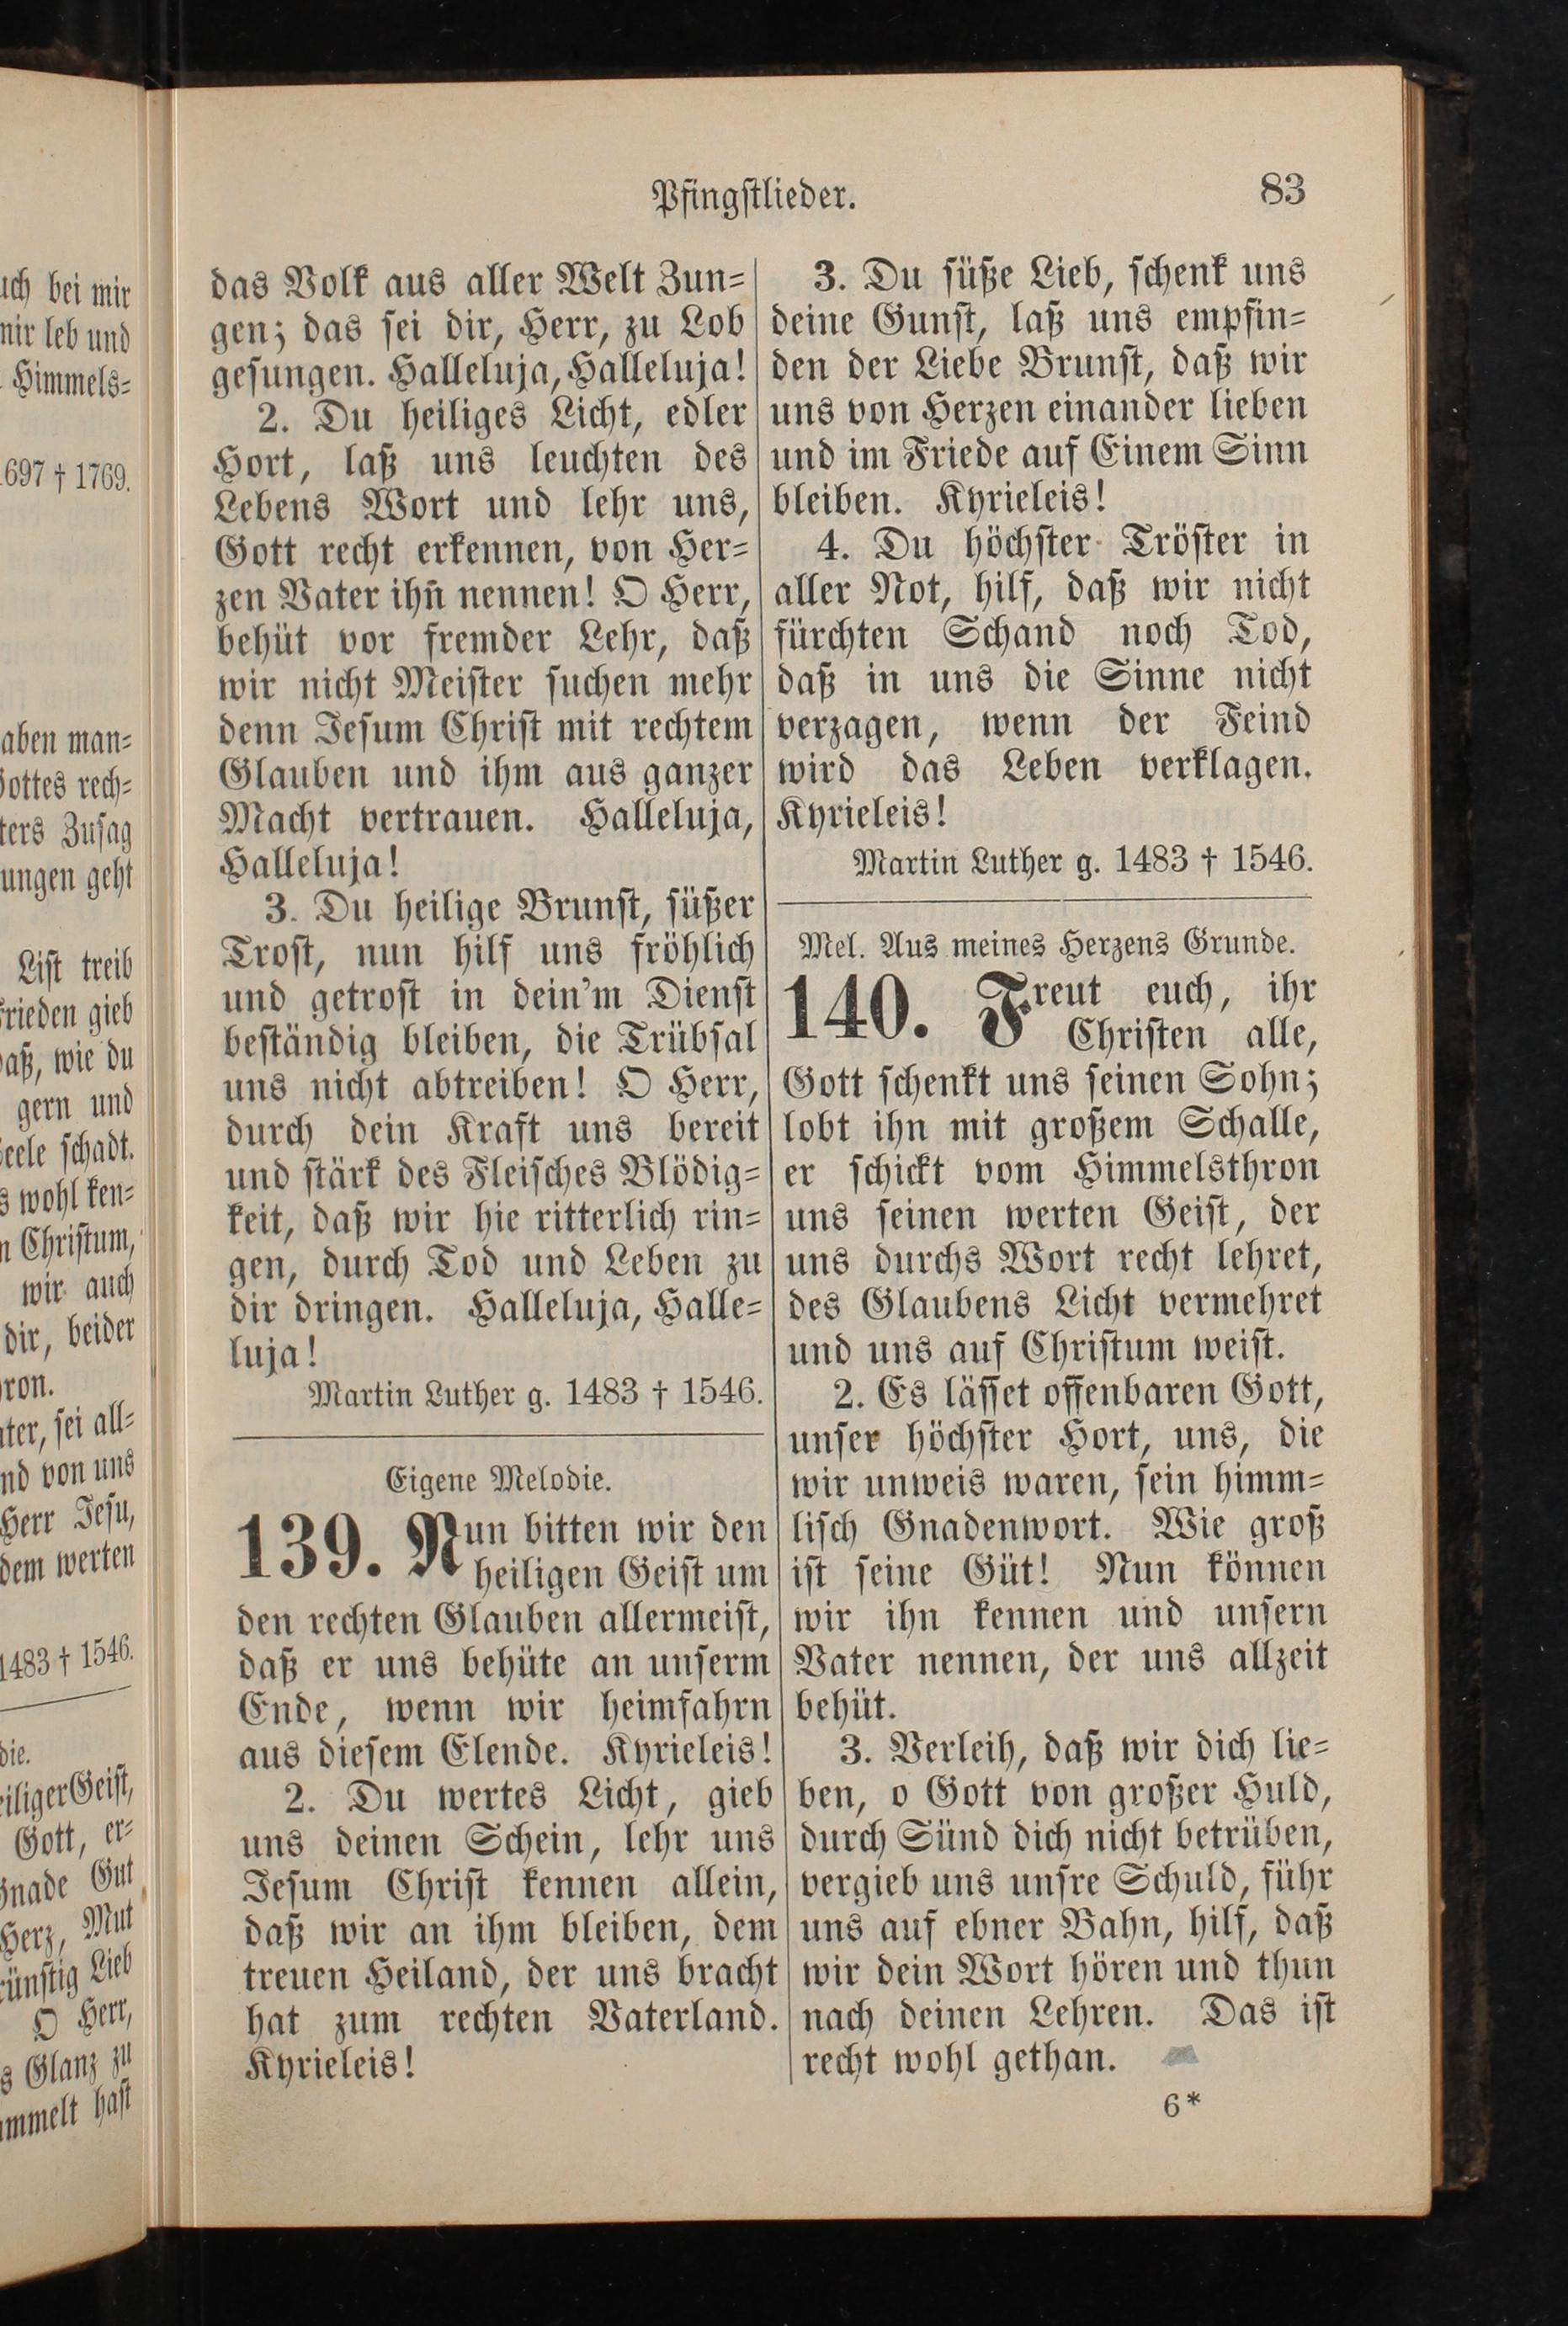 Pfingstlieder.
83
das Volk aus aller Welt Zun=
gen; das sei dir, Herr, zu Lob
gesungen. Halleluja, Halleluja!
2. Du heiliges Licht, edler
Hort, laß uns leuchten des
Lebens Wort und lehr uns,
Gott recht erkennen, von Her=
zen Vater ihn̄ nennen! O Herr,
behüt vor fremder Lehr, daß
wir nicht Meister suchen mehr
denn Jesum Christ mit rechtem
Glauben und ihm aus ganzer
Macht vertrauen. Halleluja,
Halleluja!
3. Du heilige Brunst, süßer
Trost, nun hilf uns fröhlich
und getrost in dein'm Dienst
beständig bleiben, die Trübsal
uns nicht abtreiben! O Herr,
durch dein Kraft uns bereit
und stärk des Fleisches Blödig=
keit, daß wir hie ritterlich rin=
gen, durch Tod und Leben zu
dir dringen. Halleluja, Halle=
luja!
Martin Luther g. 1483 † 1546.
Eigene Melodie.
139. Nun bitten wir den
heiligen Geist um
den rechten Glauben allermeist,
daß er uns behüte an unserm
Ende, wenn wir heimfahrn
aus diesem Elende. Kyrieleis!
2. Du wertes Licht, gieb
uns deinen Schein, lehr uns
Jesum Christ kennen allein,
daß wir an ihm bleiben, dem
treuen Heiland, der uns bracht
hat zum rechten Vaterland.
Kyrieleis!
3. Du süße Lieb, schenk uns
deine Gunst, laß uns empfin=
den der Liebe Brunst, daß wir
uns von Herzen einander lieben
und im Friede auf Einem Sinn
bleiben. Kyrieleis!
4. Du höchster Tröster in
aller Not, hilf, daß wir nicht
fürchten Schand noch Tod,
daß in uns die Sinne nicht
verzagen, wenn der Feind
wird das Leben verklagen.
Kyrieleis!
Martin Luther g. 1483 † 1546.
Mel. Aus meines Herzens Grunde.
140. Freut euch, ihr
Christen alle,
Gott schenkt uns seinen Sohn;
lobt ihn mit großem Schalle,
er schickt vom Himmelsthron
uns seinen werten Geist, der
uns durchs Wort recht lehret,
des Glaubens Licht vermehret
und uns auf Christum weist.
2. Es lässet offenbaren Gott,
unser höchster Hort, uns, die
wir unweis waren, sein himm=
lisch Gnadenwort. Wie groß
ist seine Güt! Nun können
wir ihn kennen und unsern
Vater nennen, der uns allzeit
behüt.
3. Verleih, daß wir dich lie=
ben, o Gott von großer Huld,
durch Sünd dich nicht betrüben,
vergieb uns unsre Schuld, führ
uns auf ebner Bahn, hilf, daß
wir dein Wort hören und thun
nach deinen Lehren. Das ist
recht wohl gethan.
6*